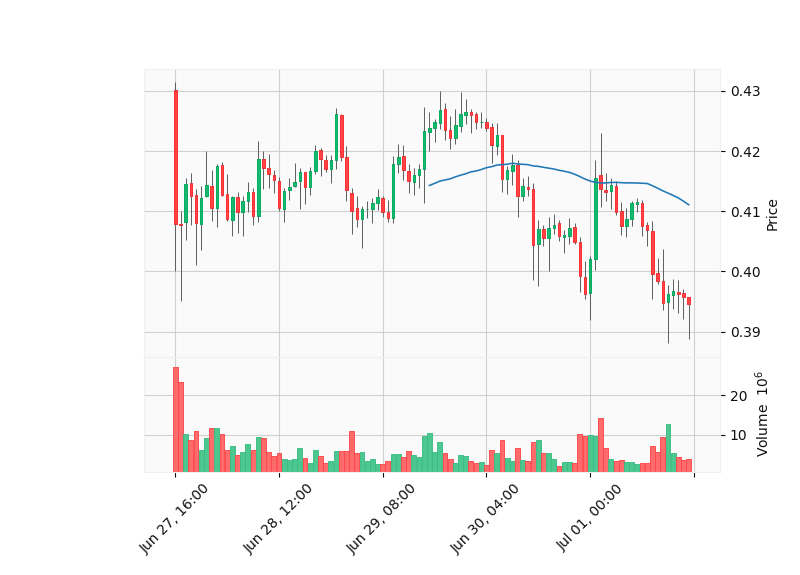 0.43
0.42
0.41
0.40
0.39
Price
20
10
Volume 10^6
Jun 27, 16:00
Jun 28, 12:00
Jun 29, 08:00
Jun 30, 04:00
Jul 01, 00:00